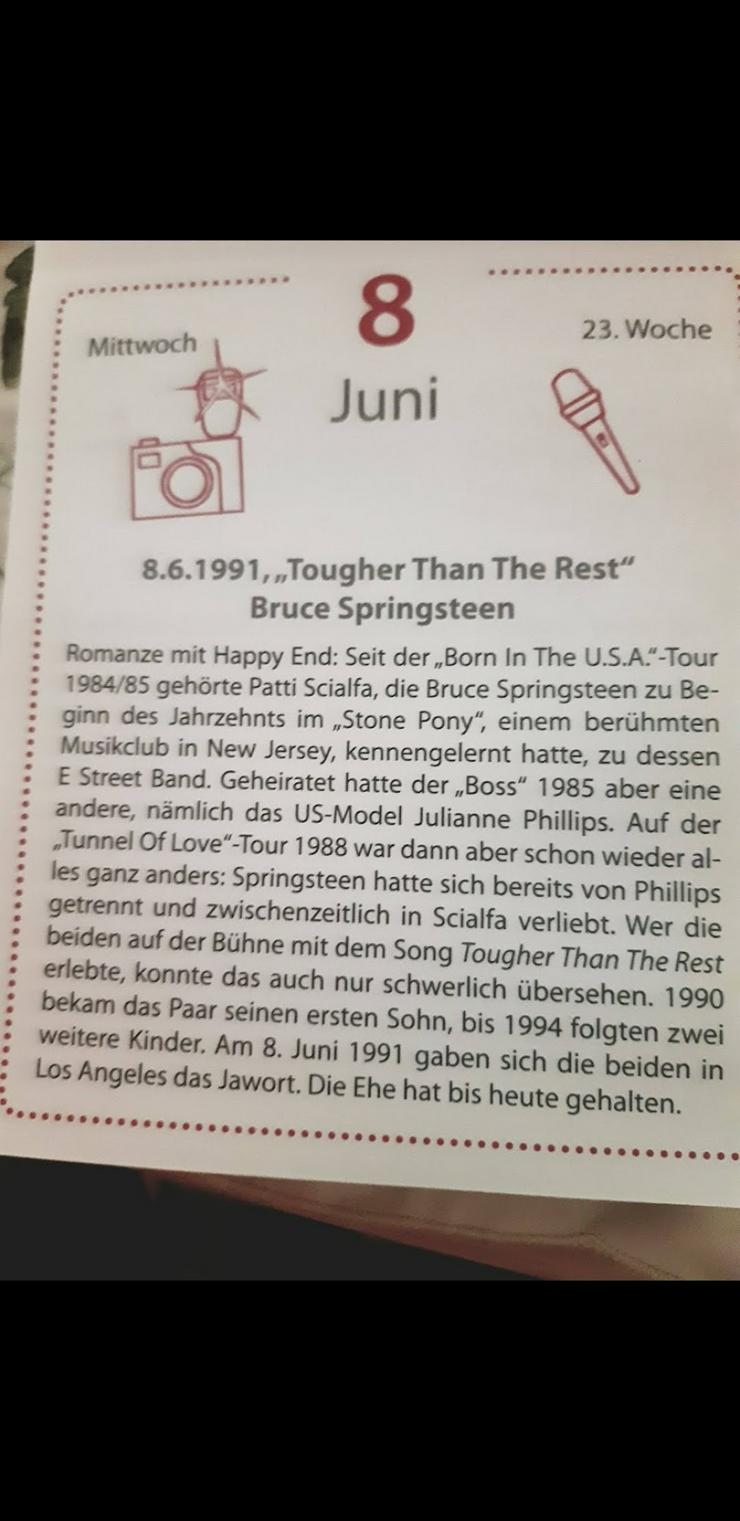 8
Mittwoch
23. Woche
Juni
8.6.1991, „Tougher Than The Rest“
Bruce Springsteen
Romanze mit Happy End: Seit der „Born In The U.S.A.“-Tour
1984/85 gehörte Patti Scialfa, die Bruce Springsteen zu Be-
ginn des Jahrzehnts im „Stone Pony“, einem berühmten
Musikclub in New Jersey, kennengelernt hatte, zu dessen
E Street Band. Geheiratet hatte der „Boss“ 1985 aber eine
andere, nämlich das US-Model Julianne Phillips. Auf der
„Tunnel Of Love“-Tour 1988 war dann aber schon wieder al-
les ganz anders: Springsteen hatte sich bereits von Phillips
getrennt und zwischenzeitlich in Scialfa verliebt. Wer die
beiden auf der Bühne mit dem Song Tougher Than The Rest
erlebte, konnte das auch nur schwerlich übersehen. 1990
bekam das Paar seinen ersten Sohn, bis 1994 folgten zwei
weitere Kinder. Am 8. Juni 1991 gaben sich die beiden in
Los Angeles das Jawort. Die Ehe hat bis heute gehalten.